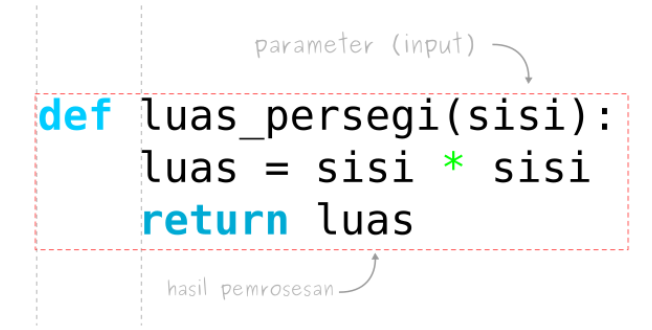 parameter (input)
def luas_persegi(sisi):
luas = sisi * sisi
return luas
hasil pemrosesan